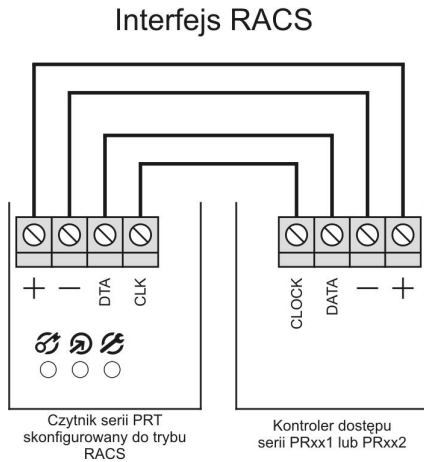 Interfejs RACS
+ — DTA CLK
CLOCK DATA — +
Czytnik serii PRT
skonfigurowany do trybu
RACS
Kontroler dostępu
serii PRxx1 lub PRxx2